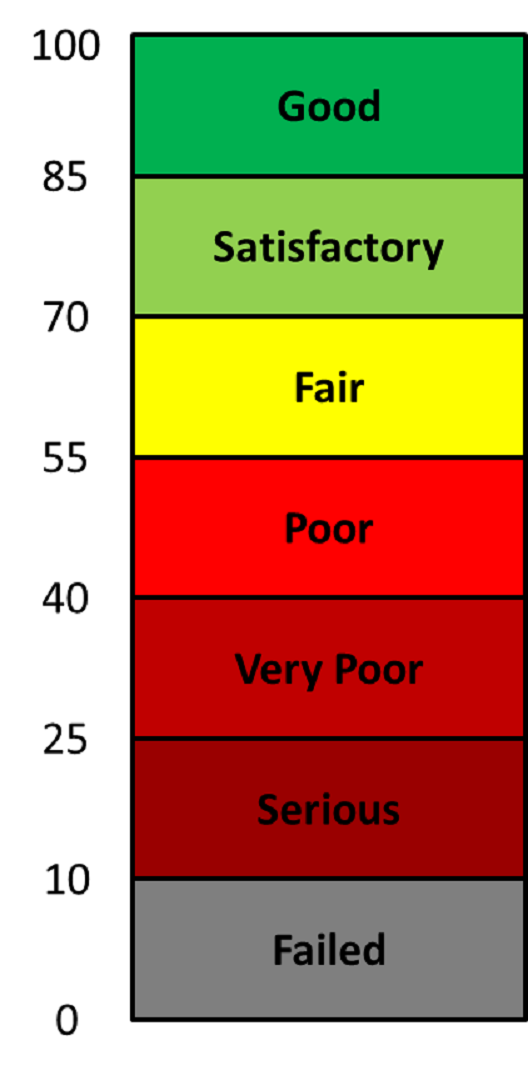 100
Good
85
Satisfactory
70
Fair
55
Poor
40
Very Poor
25
Serious
10
Failed
0